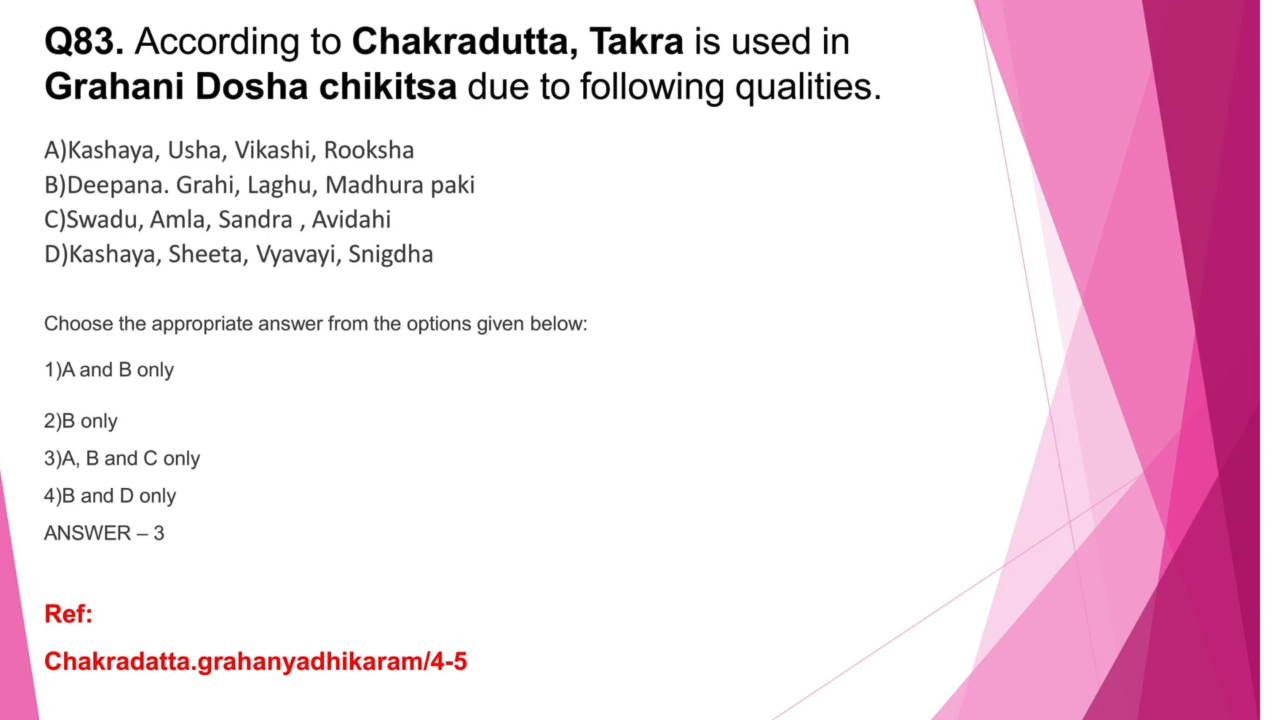 Q83. According to Chakradutta, Takra is used in
Grahani Dosha chikitsa due to following qualities.
A)Kashaya, Usha, Vikashi, Rooksha
B)Deepana. Grahi, Laghu, Madhura paki
C)Swadu, Amla, Sandra , Avidahi
D)Kashaya, Sheeta, Vyavayi, Snigdha
Choose the appropriate answer from the options given below:
1)A and B only
2)B only
3)A, B and C only
4)B and D only
ANSWER – 3
Ref:
Chakradatta.grahanyadhikaram/4-5